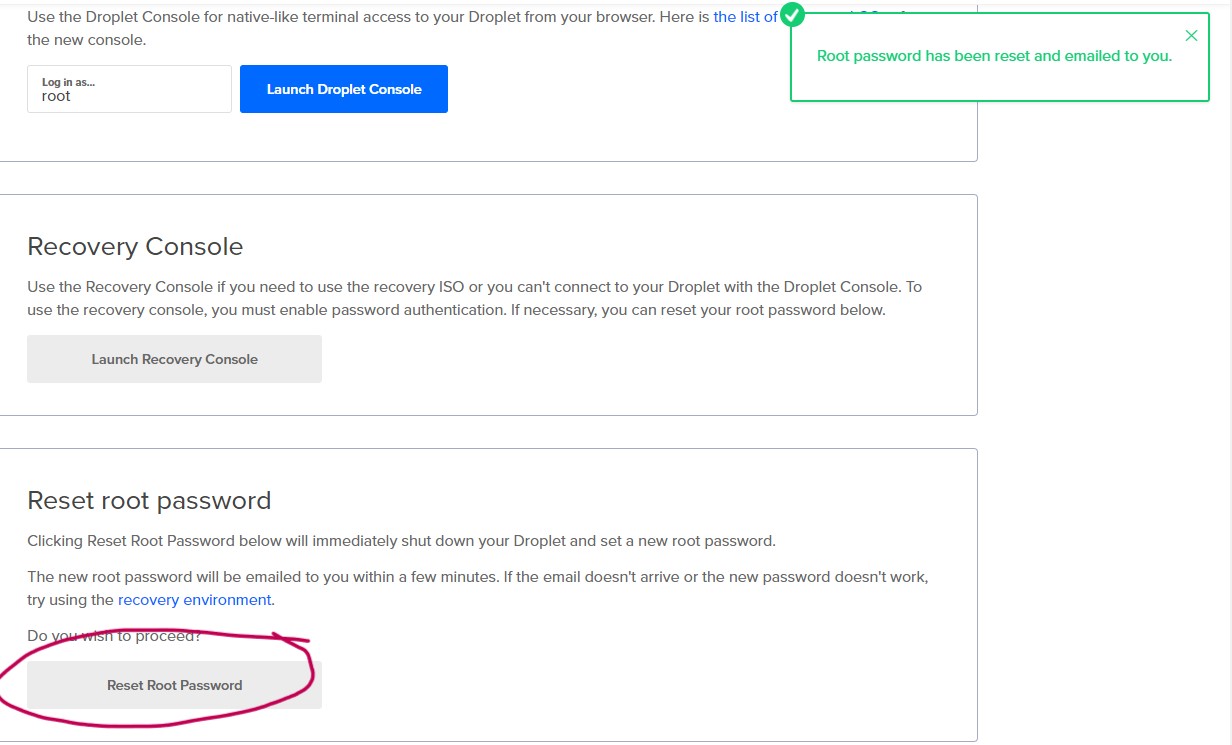 Use the Droplet Console for native-like terminal access to your Droplet from your browser. Here is the list of
the new console.
Root password has been reset and emailed to you.
Log in as...
root
Launch Droplet Console
Recovery Console
Use the Recovery Console if you need to use the recovery ISO or you can't connect to your Droplet with the Droplet Console. To
use the recovery console, you must enable password authentication. If necessary, you can reset your root password below.
Launch Recovery Console
Reset root password
Clicking Reset Root Password below will immediately shut down your Droplet and set a new root password.
The new root password will be emailed to you within a few minutes. If the email doesn't arrive or the new password doesn't work,
try using the recovery environment.
Do you wish to proceed?
Reset Root Password